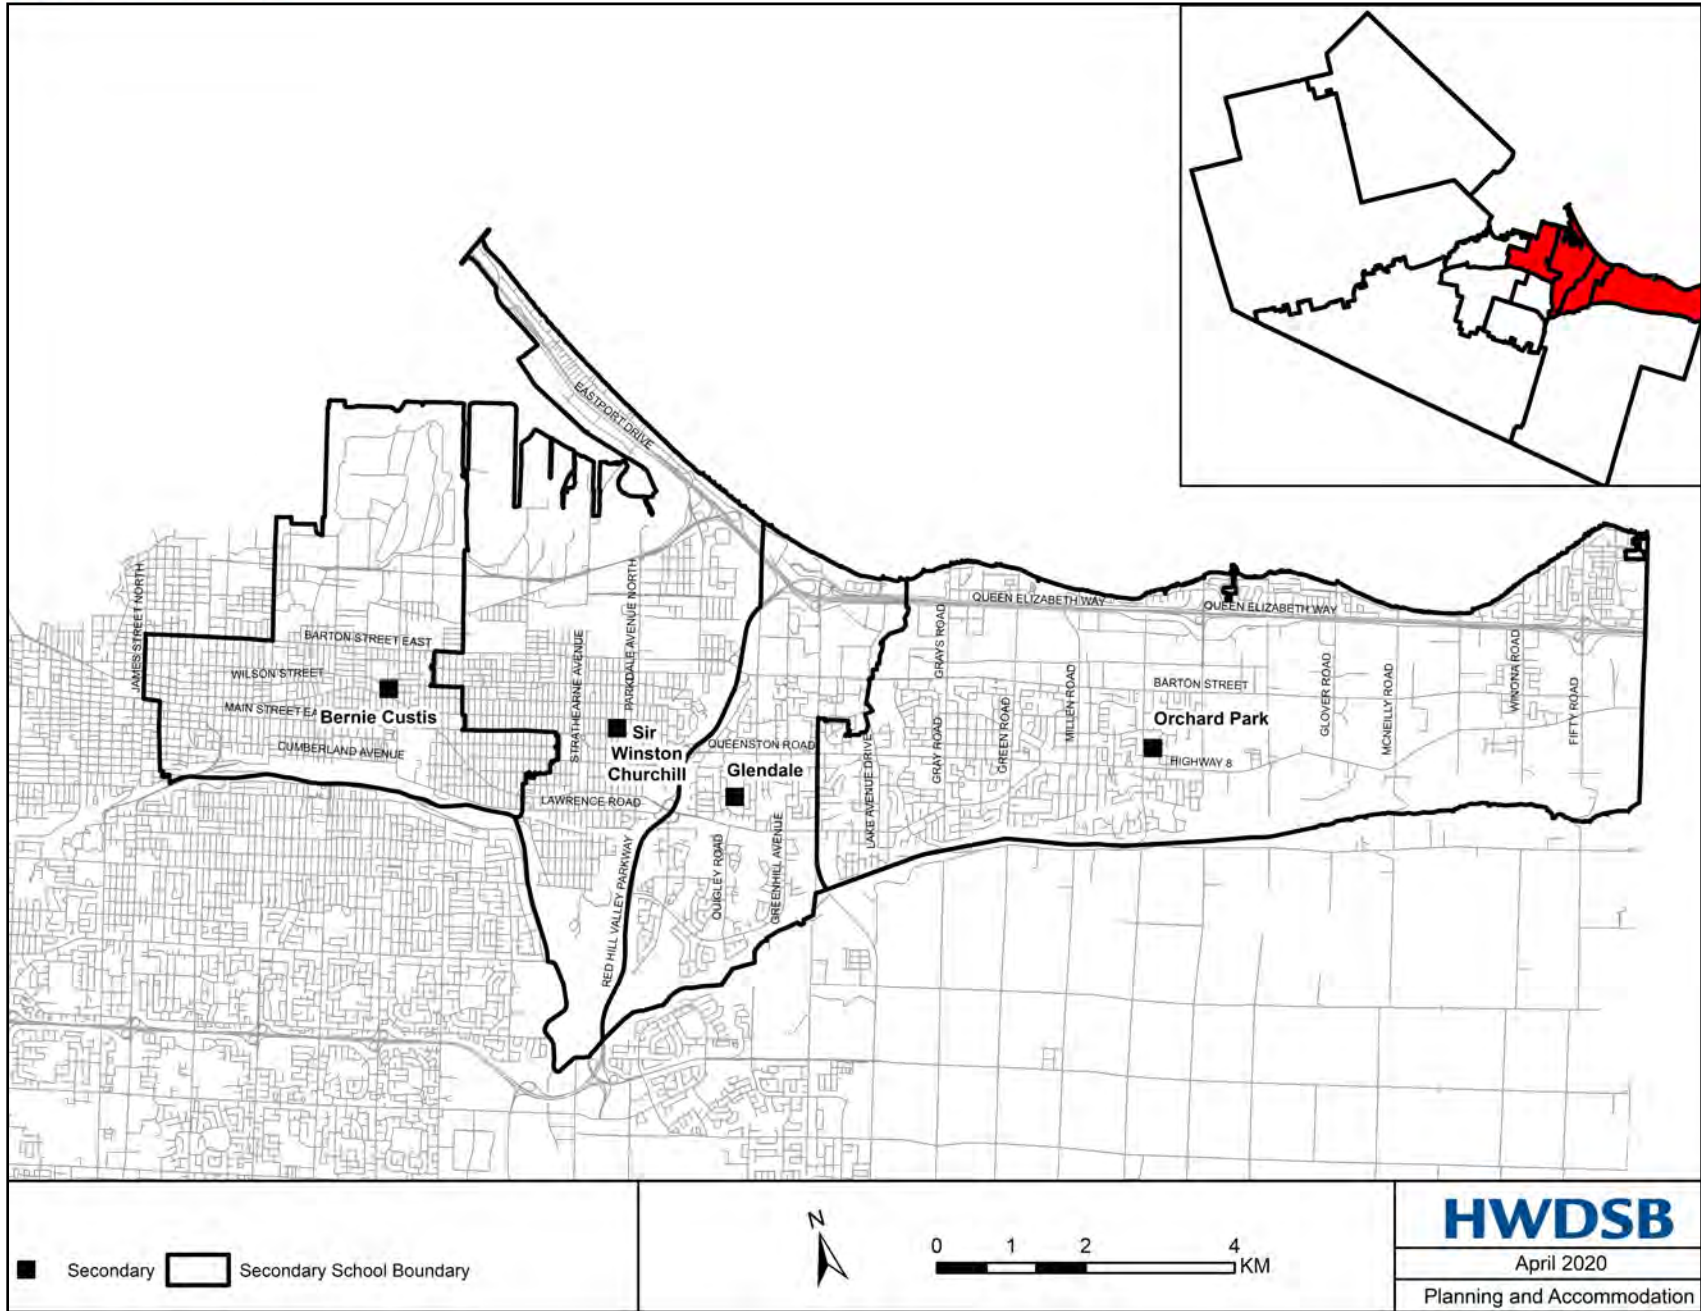 EASTPORT DRIVE
JAMES STREET NORTH
BARTON STREET EAST
WILSON STREET
MAIN STREET EA
CUMBERLAND AVENUE
Bernie Custis
STRATHEARNE AVENUE
PARKDALE AVENUE NORTH
Sir
Winston
Churchill
LAWRENCE ROAD
RED HILL VALLEY PARKWAY
QUEENSTON ROAD
Glendale
QUIGLEY ROAD
GREENHILL AVENUE
LAKE AVENUE DRIVE
QUEEN ELIZABETH WAY
QUEEN ELIZABETH WAY
GRAYS ROAD
GRAY ROAD
GREEN ROAD
MILLEN ROAD
BARTON STREET
Orchard Park
HIGHWAY 8
GLOVER ROAD
MCNEILLY ROAD
WINONA ROAD
FIFTY ROAD
Secondary
Secondary School Boundary
N
0 1 2 4
KM
HWDSB
April 2020
Planning and Accommodation